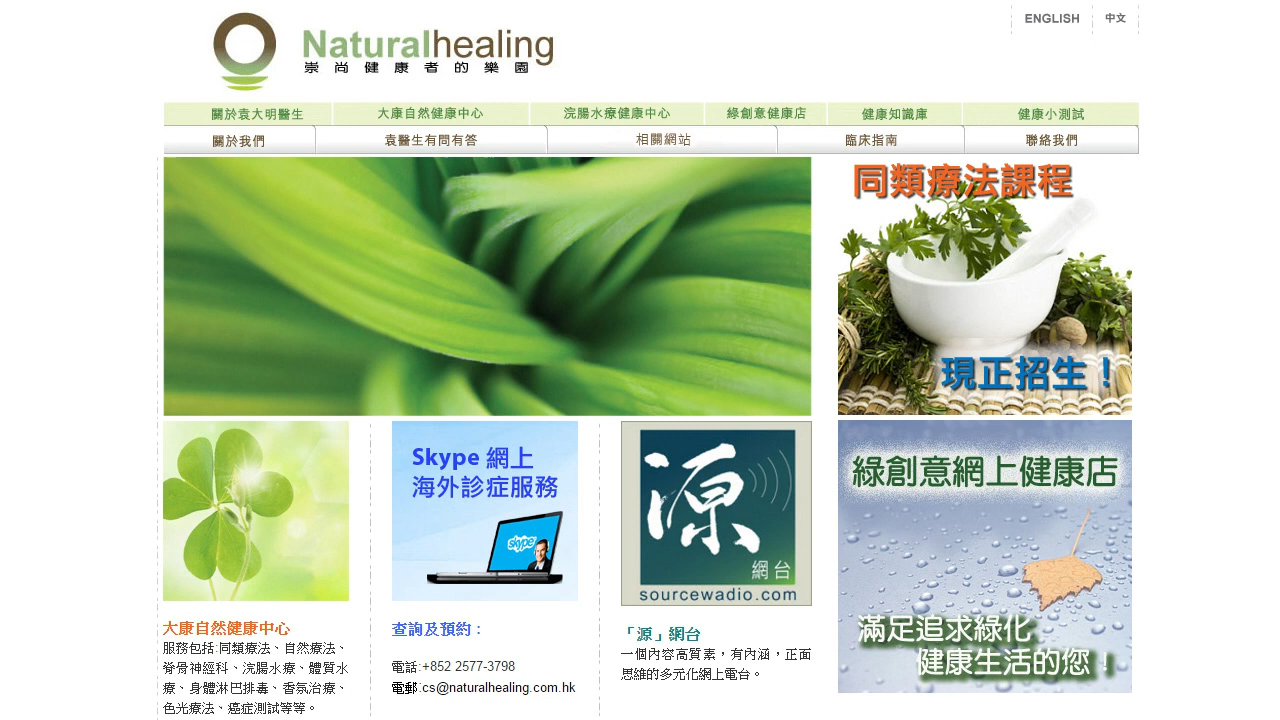 ENGLISH 中文
Naturalhealing
崇尚健康者的樂園
關於袁大明醫生 大康自然健康中心 浣腸水療健康中心 綠創意健康店 健康知識庫 健康小測試
關於我們 袁醫生有問有答 相關網站 臨床指南 聯絡我們
同類療法課程
現正招生！
Skype 網上
海外診症服務
skype
源
網台
sourcewadio.com
綠創意網上健康店
滿足追求綠化
健康生活的您！
大康自然健康中心
服務包括:同類療法、自然療法、
脊骨神經科、浣腸水療、體質水
療、身體淋巴排毒、香氛治療、
色光療法、癌症測試等等。
查詢及預約：
電話:+852 2577-3798
電郵:cs@naturalhealing.com.hk
「源」網台
一個內容高質素，有內涵，正面
思維的多元化網上電台。